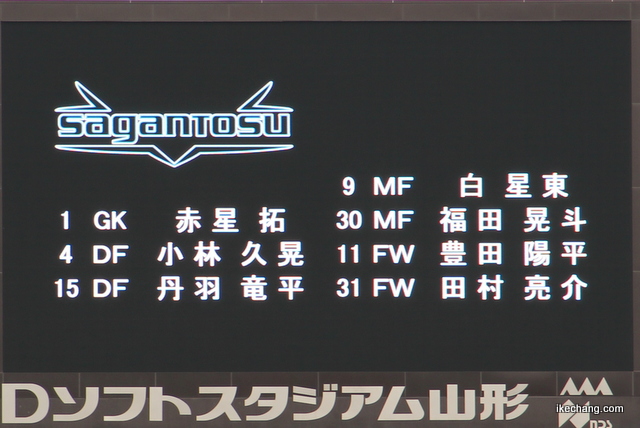 sagantosu
9 MF 白星東
1 GK 赤星 拓
30 MF 福田 晃斗
4 DF 小林 久晃
11 FW 豊田 陽平
15 DF 丹羽 竜平
31 FW 田村 亮介
Dソフトスタジアム山形
ikechang.com